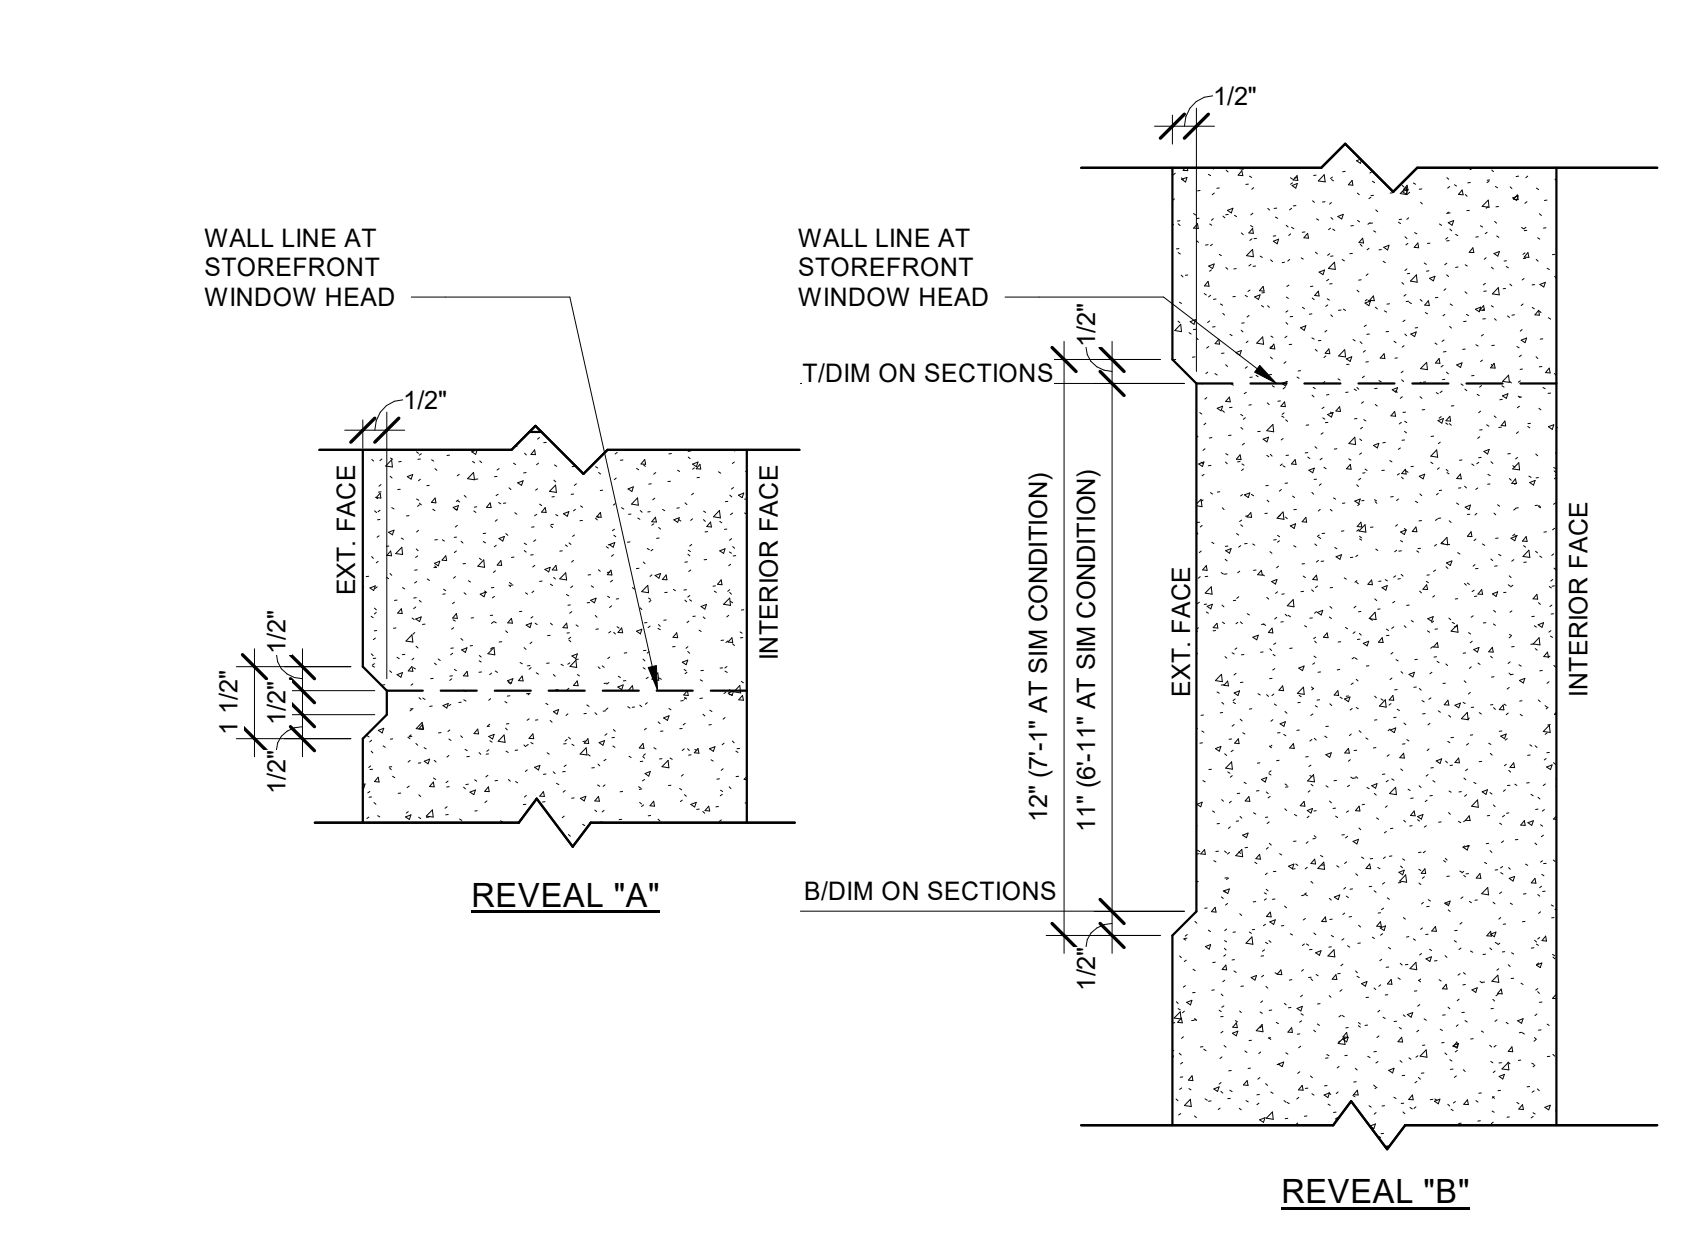 1/2"
WALL LINE AT
STOREFRONT
WINDOW HEAD
1/2"
EXT. FACE
INTERIOR FACE
1/2"
1 1/2"
1/2"
1/2"
REVEAL "A"
WALL LINE AT
STOREFRONT
WINDOW HEAD
1/2"
T/DIM ON SECTIONS
12" (7'-1" AT SIM CONDITION)
11" (6'-11" AT SIM CONDITION)
EXT. FACE
INTERIOR FACE
B/DIM ON SECTIONS
1/2"
REVEAL "B"